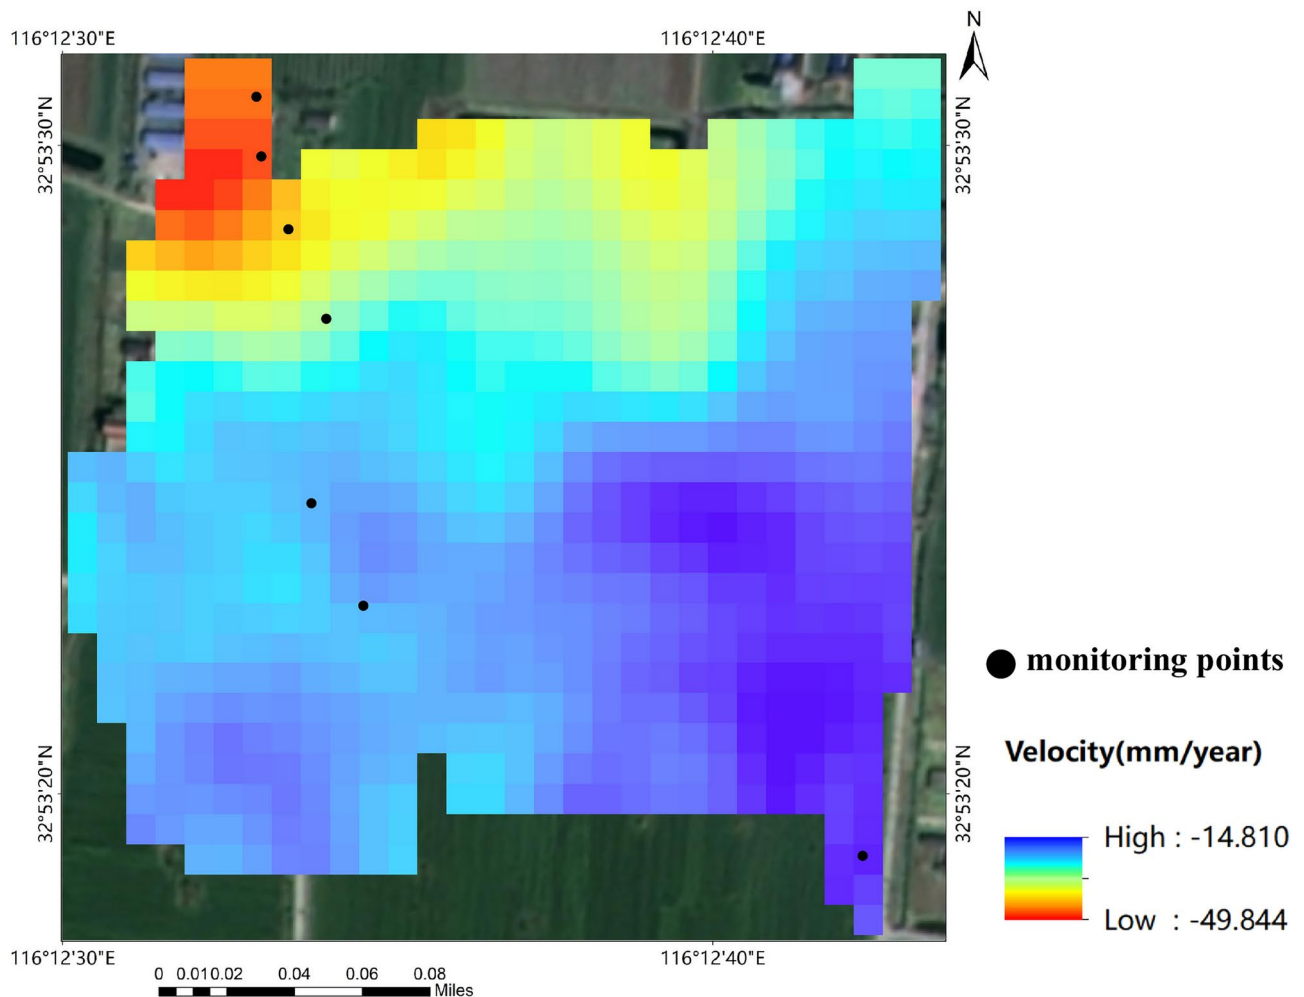 N
116°12'30"E 116°12'40"E
32°53'30"N 32°53'30"N
monitoring points
Velocity(mm/year)
32°53'20"N 32°53'20"N
High : -14.810
Low : -49.844
116°12'30"E 116°12'40"E
0 0.010.02 0.04 0.06 0.08
Miles